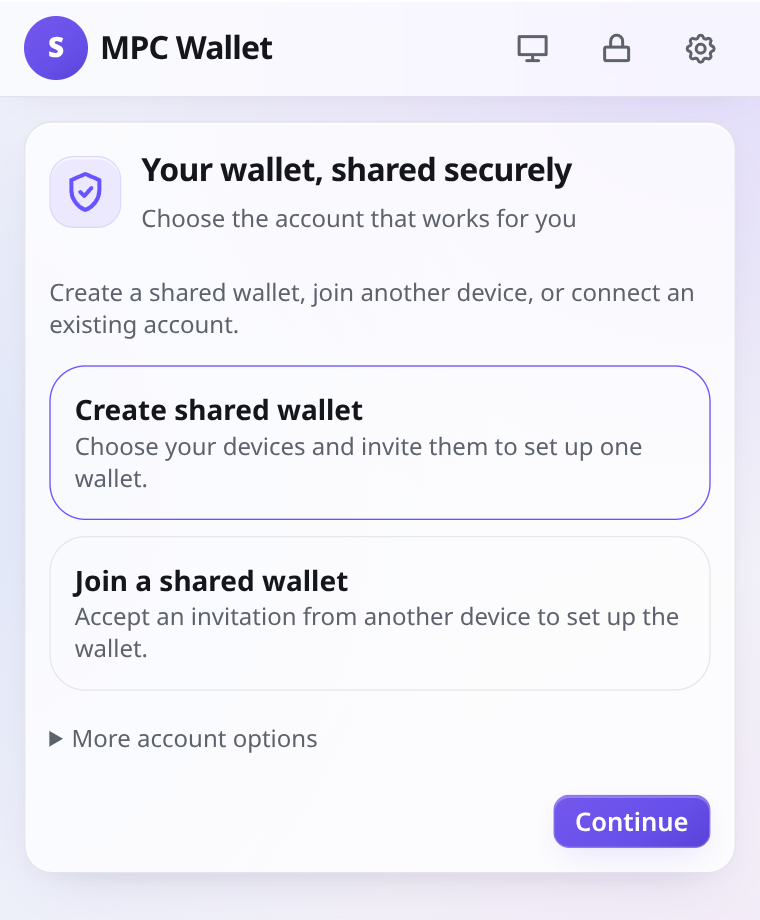 S MPC Wallet
Your wallet, shared securely
Choose the account that works for you
Create a shared wallet, join another device, or connect an
existing account.
Create shared wallet
Choose your devices and invite them to set up one
wallet.
Join a shared wallet
Accept an invitation from another device to set up the
wallet.
More account options
Continue